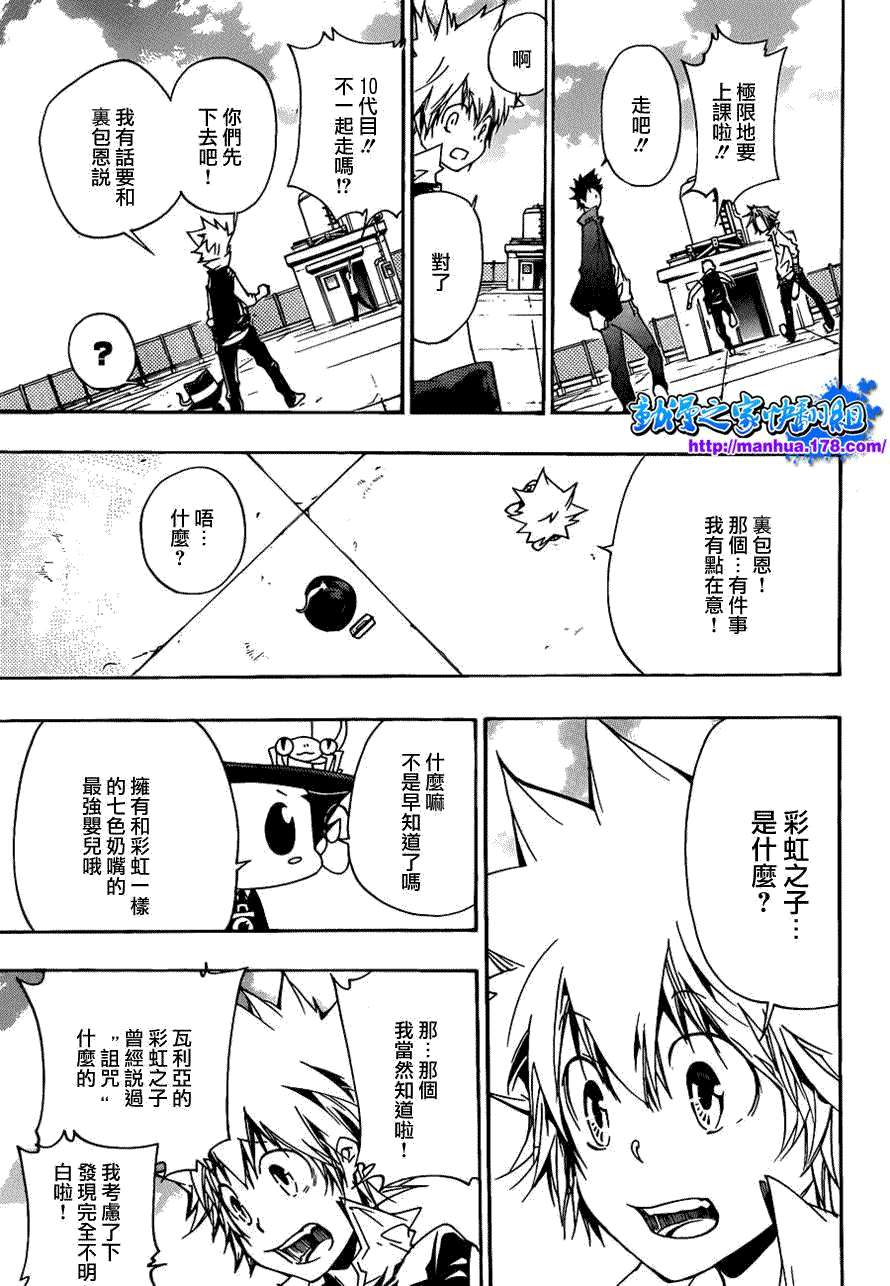 極限地要
上課啦!!
走吧!!
啊
對了
10代目!!
不一起走嗎!?
你們先
下去吧！
我有話要和
裏包恩說
?
動漫之家快翻組
http://manhua.178.com/
裏包恩！
那個…有件事
我有點在意！
唔…
什麼?
彩虹之子…
是什麼?
什麼嘛
不是早知道了嗎
擁有和彩虹一樣
的七色奶嘴的
最強嬰兒哦
那…那個
我當然知道啦！
瓦利亞的
彩虹之子
曾經說過
”詛咒“
什麼的
我考慮了下
發現完全不明
白啦！